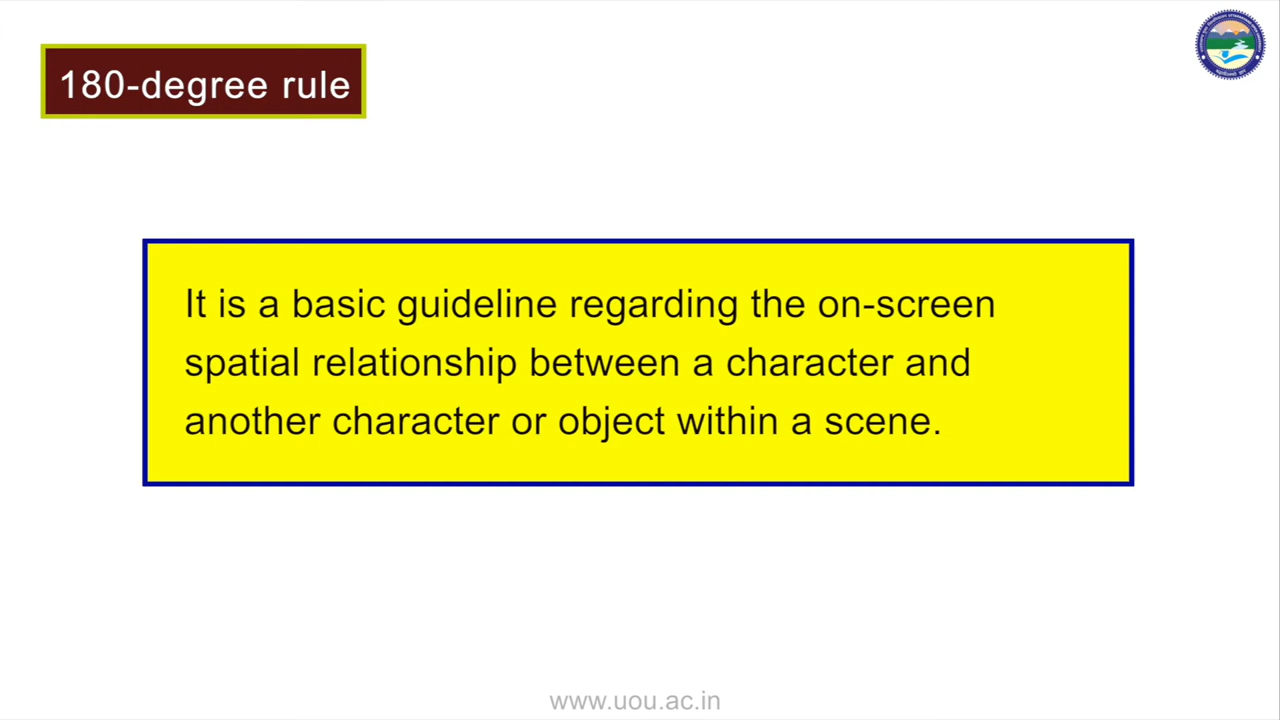 180-degree rule
It is a basic guideline regarding the on-screen
spatial relationship between a character and
another character or object within a scene.
www.uou.ac.in